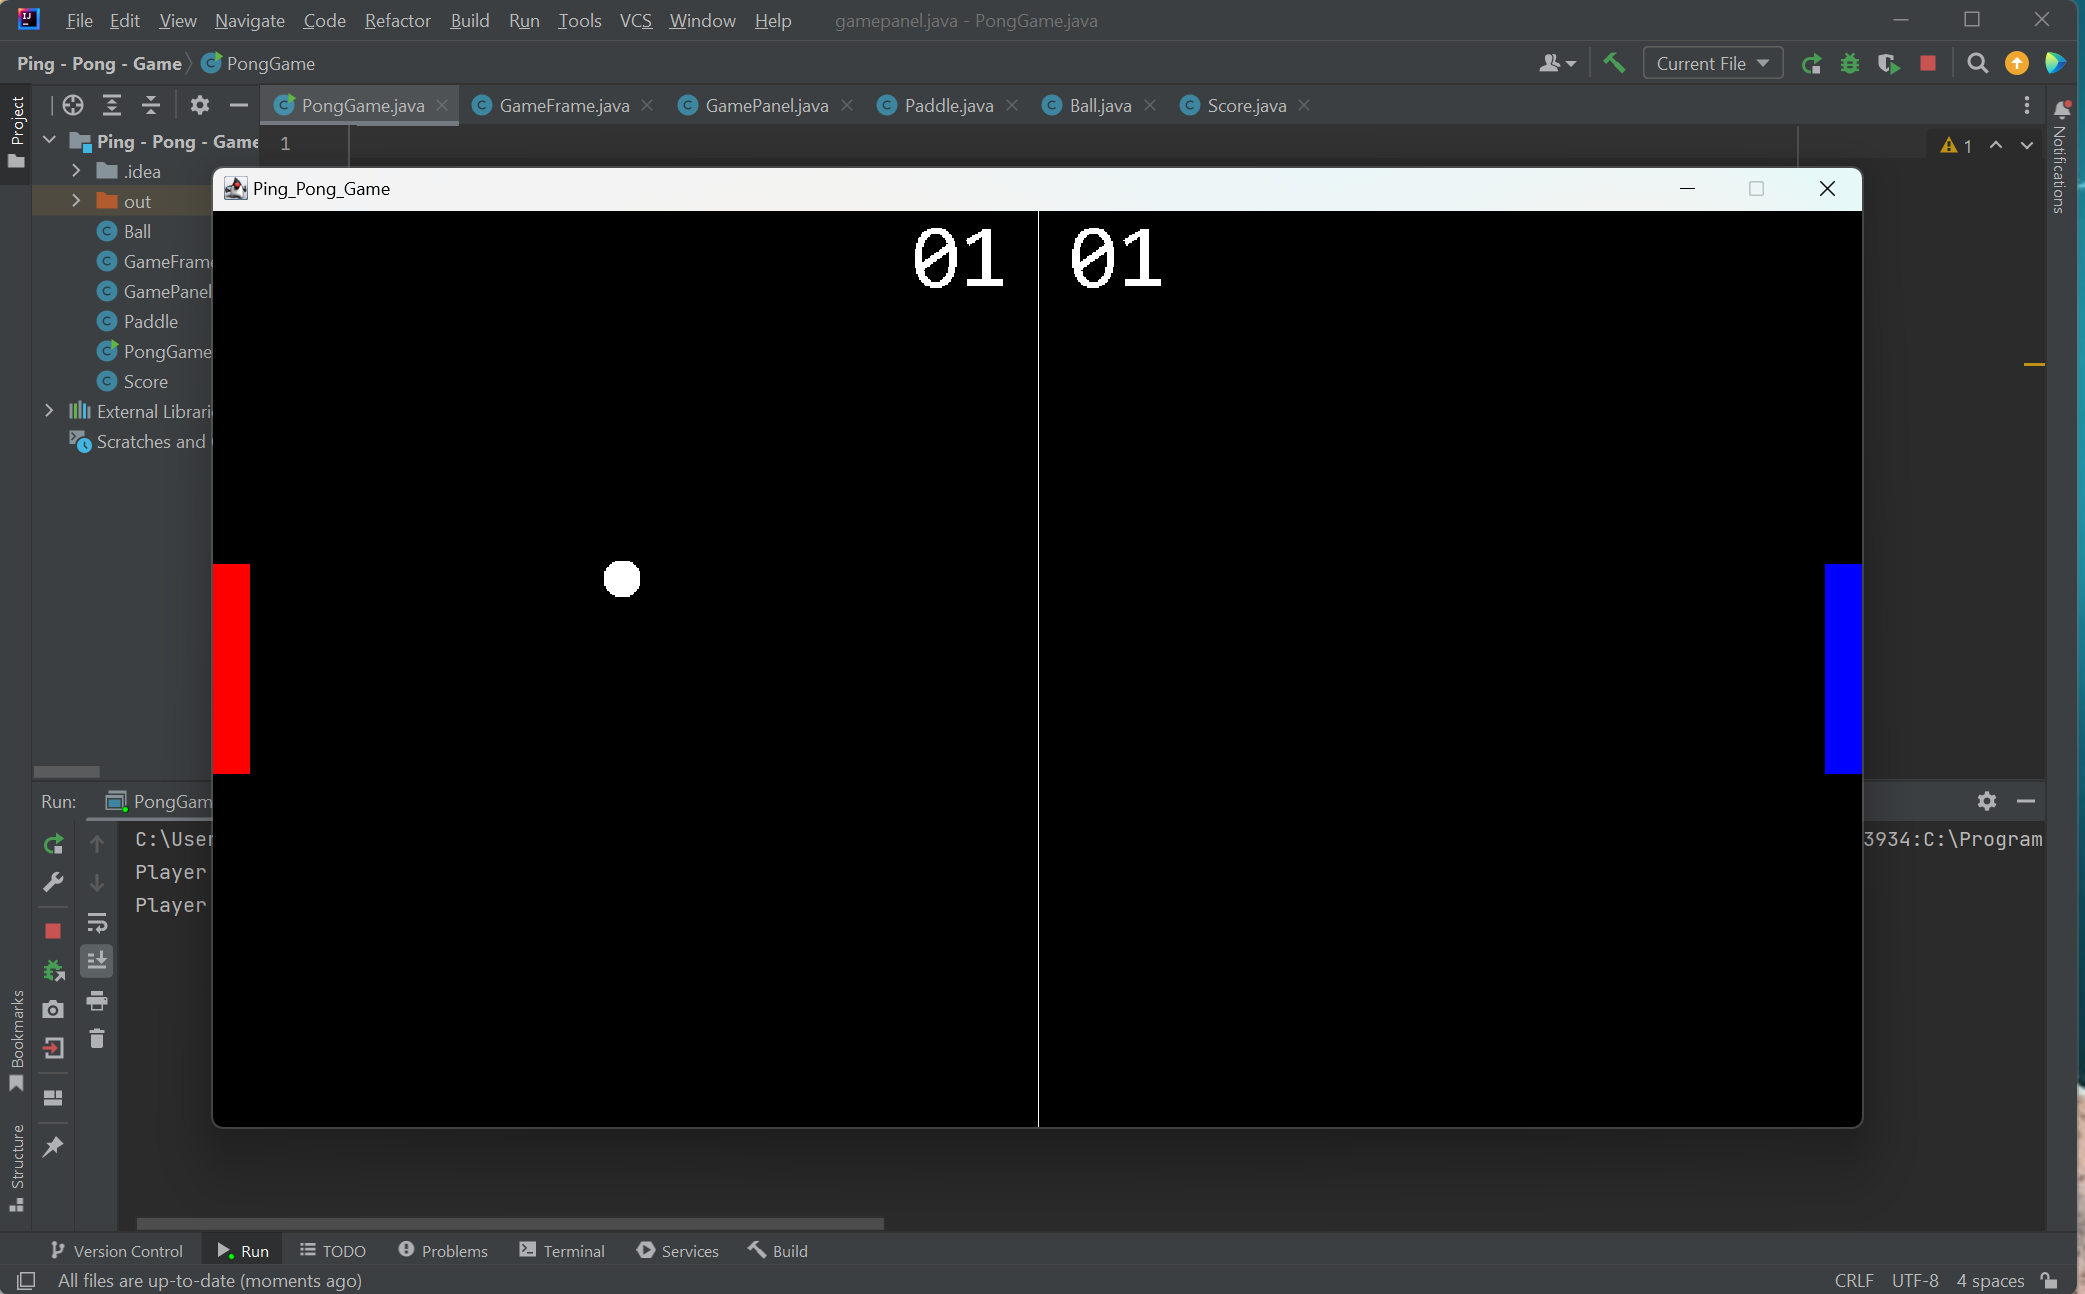 File Edit View Navigate Code Refactor Build Run Tools VCS Window Help gamepanel.java - PongGame.java
Ping - Pong - Game PongGame Current File
Project
PongGame.java GameFrame.java GamePanel.java Paddle.java Ball.java Score.java
Notifications
Ping - Pong - Game
1
1
.idea
out
Ball
GameFrame
GamePanel
Paddle
PongGame
Score
External Librari
Scratches and
Ping_Pong_Game
01 01
Run: PongGam
C:\User
3934:C:\Program
Player
Player
Bookmarks
Structure
Version Control Run TODO Problems Terminal Services Build
All files are up-to-date (moments ago) CRLF UTF-8 4 spaces